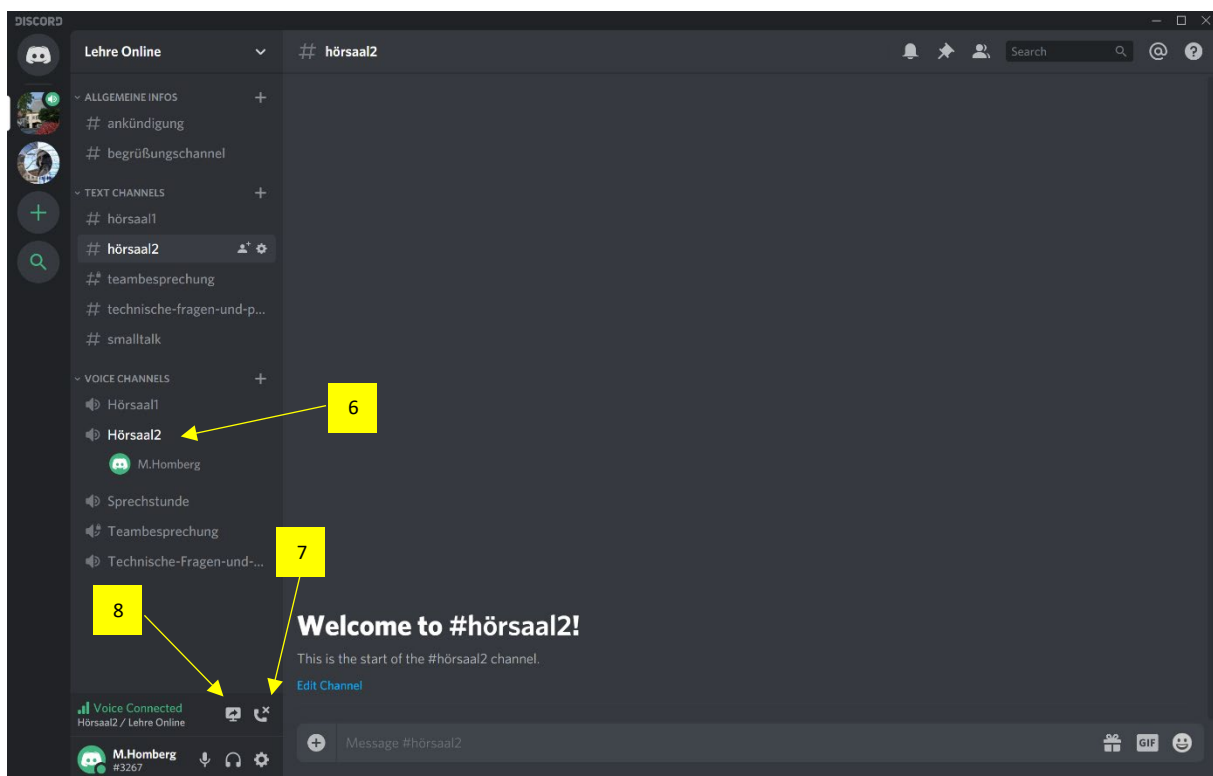 DISCORD
Lehre Online
hörsaal2
Search
ALLGEMEINE INFOS
ankündigung
begrüßungschannel
TEXT CHANNELS
hörsaal1
hörsaal2
teambesprechung
technische-fragen-und-p...
smalltalk
VOICE CHANNELS
Hörsaal1
Hörsaal2
M.Homberg
Sprechstunde
Teambesprechung
Technische-Fragen-und-...
6
7
8
Welcome to #hörsaal2!
This is the start of the #hörsaal2 channel.
Edit Channel
Voice Connected
Hörsaal2 / Lehre Online
M.Homberg
#3267
Message #hörsaal2
GIF